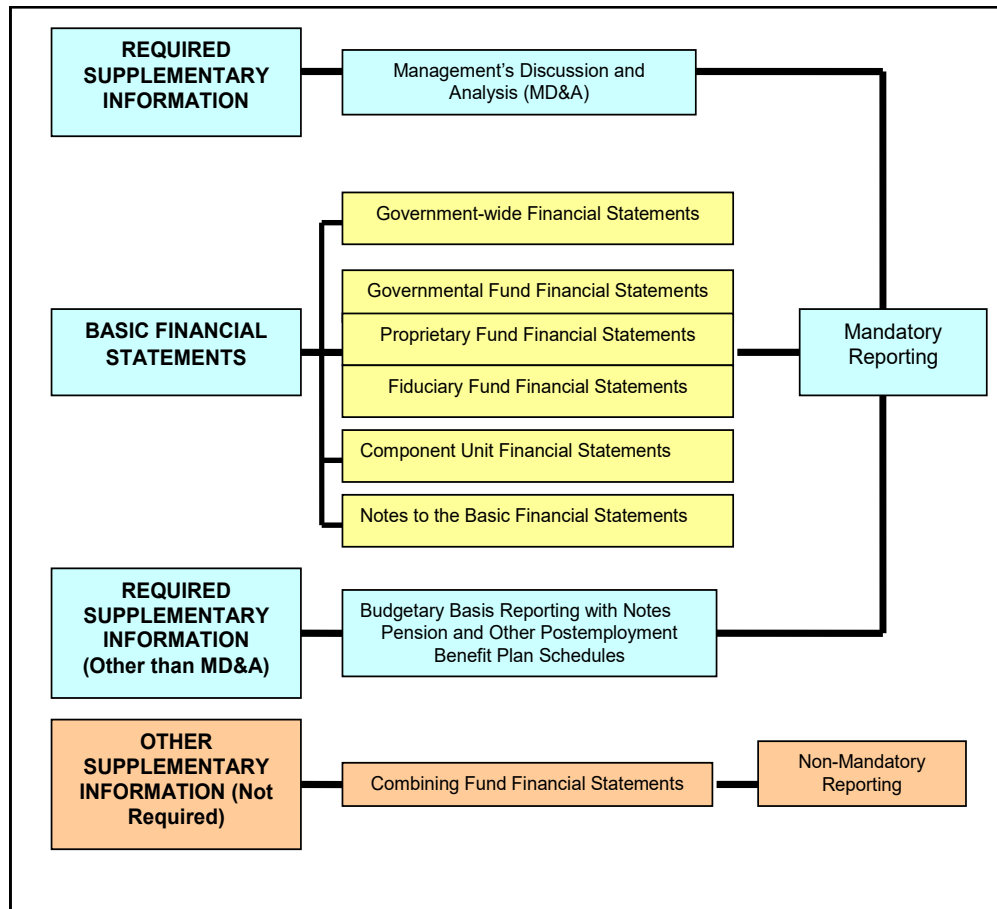 REQUIRED
SUPPLEMENTARY
INFORMATION
Management’s Discussion and
Analysis (MD&A)
Government-wide Financial Statements
Governmental Fund Financial Statements
BASIC FINANCIAL
STATEMENTS
Proprietary Fund Financial Statements
Mandatory
Reporting
Fiduciary Fund Financial Statements
Component Unit Financial Statements
Notes to the Basic Financial Statements
REQUIRED
SUPPLEMENTARY
INFORMATION
(Other than MD&A)
Budgetary Basis Reporting with Notes
Pension and Other Postemployment
Benefit Plan Schedules
OTHER
SUPPLEMENTARY
INFORMATION (Not
Required)
Combining Fund Financial Statements
Non-Mandatory
Reporting